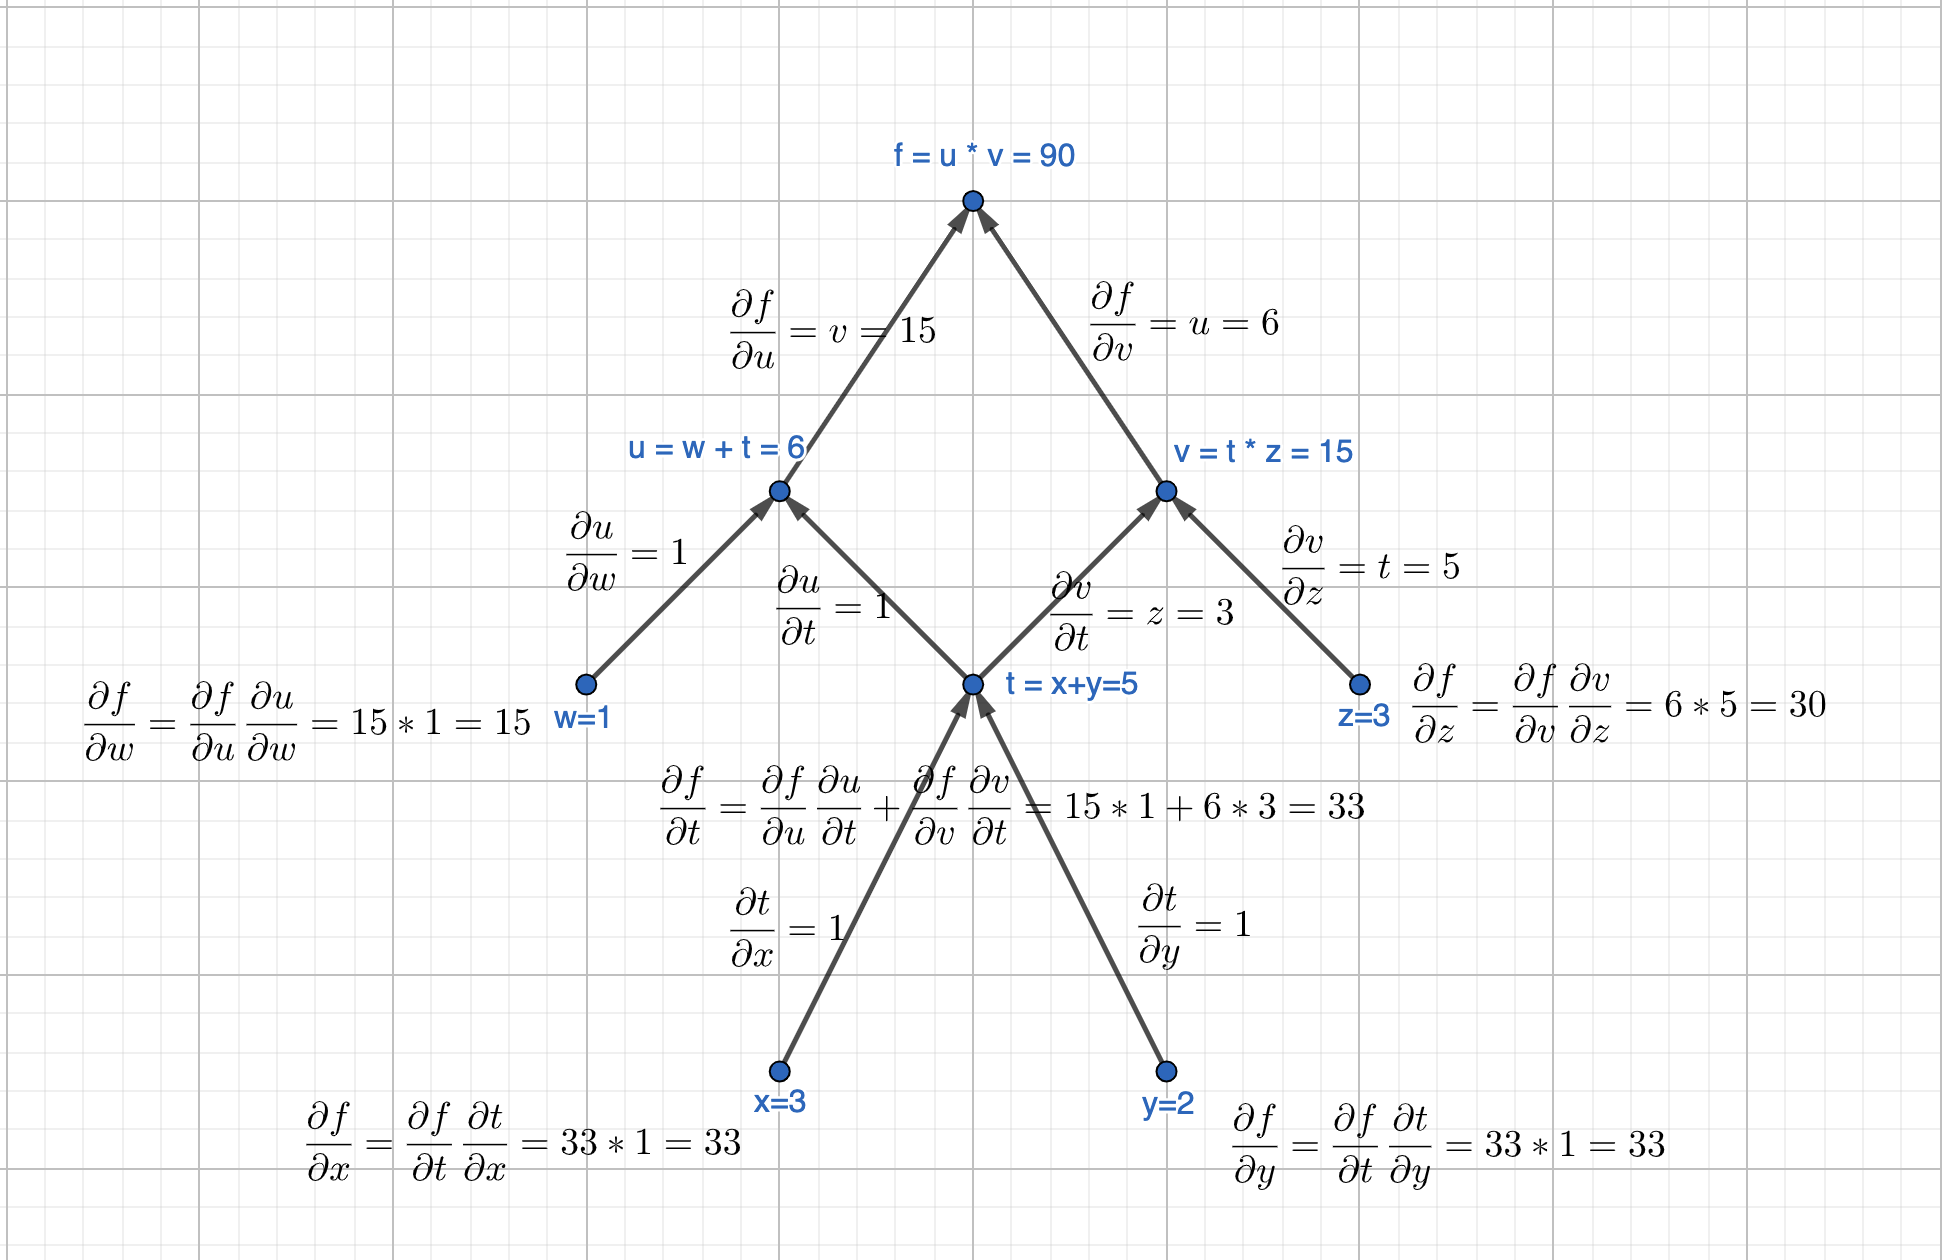 f = u * v = 90
∂f/∂u = v = 15
∂f/∂v = u = 6
u = w + t = 6
v = t * z = 15
∂u/∂w = 1
∂u/∂t = 1
∂v/∂t = z = 3
∂v/∂z = t = 5
∂f/∂w = ∂f/∂u ∂u/∂w = 15 * 1 = 15
w=1
t = x+y=5
z=3
∂f/∂z = ∂f/∂v ∂v/∂z = 6 * 5 = 30
∂f/∂t = ∂f/∂u ∂u/∂t + ∂f/∂v ∂v/∂t = 15 * 1 + 6 * 3 = 33
∂t/∂x = 1
∂t/∂y = 1
x=3
y=2
∂f/∂x = ∂f/∂t ∂t/∂x = 33 * 1 = 33
∂f/∂y = ∂f/∂t ∂t/∂y = 33 * 1 = 33